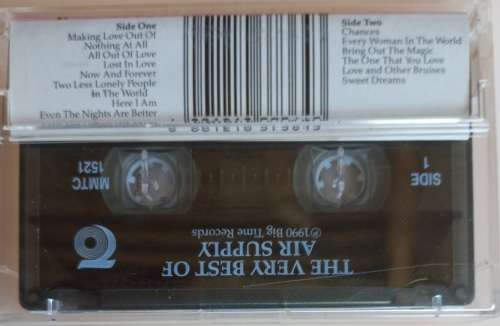 Side One
Making Love Out Of
Nothing At All
All Out Of Love
Lost In Love
Now And Forever
Two Less Lonely People
In The World
Here I Am
Even The Nights Are Better
Side Two
Chances
Every Woman In The World
Bring Out The Magic
The One That You Love
Love and Other Bruises
Sweet Dreams
THE VERY BEST OF
AIR SUPPLY
℗1990 Big Time Records
SIDE
1
MMTC
1521